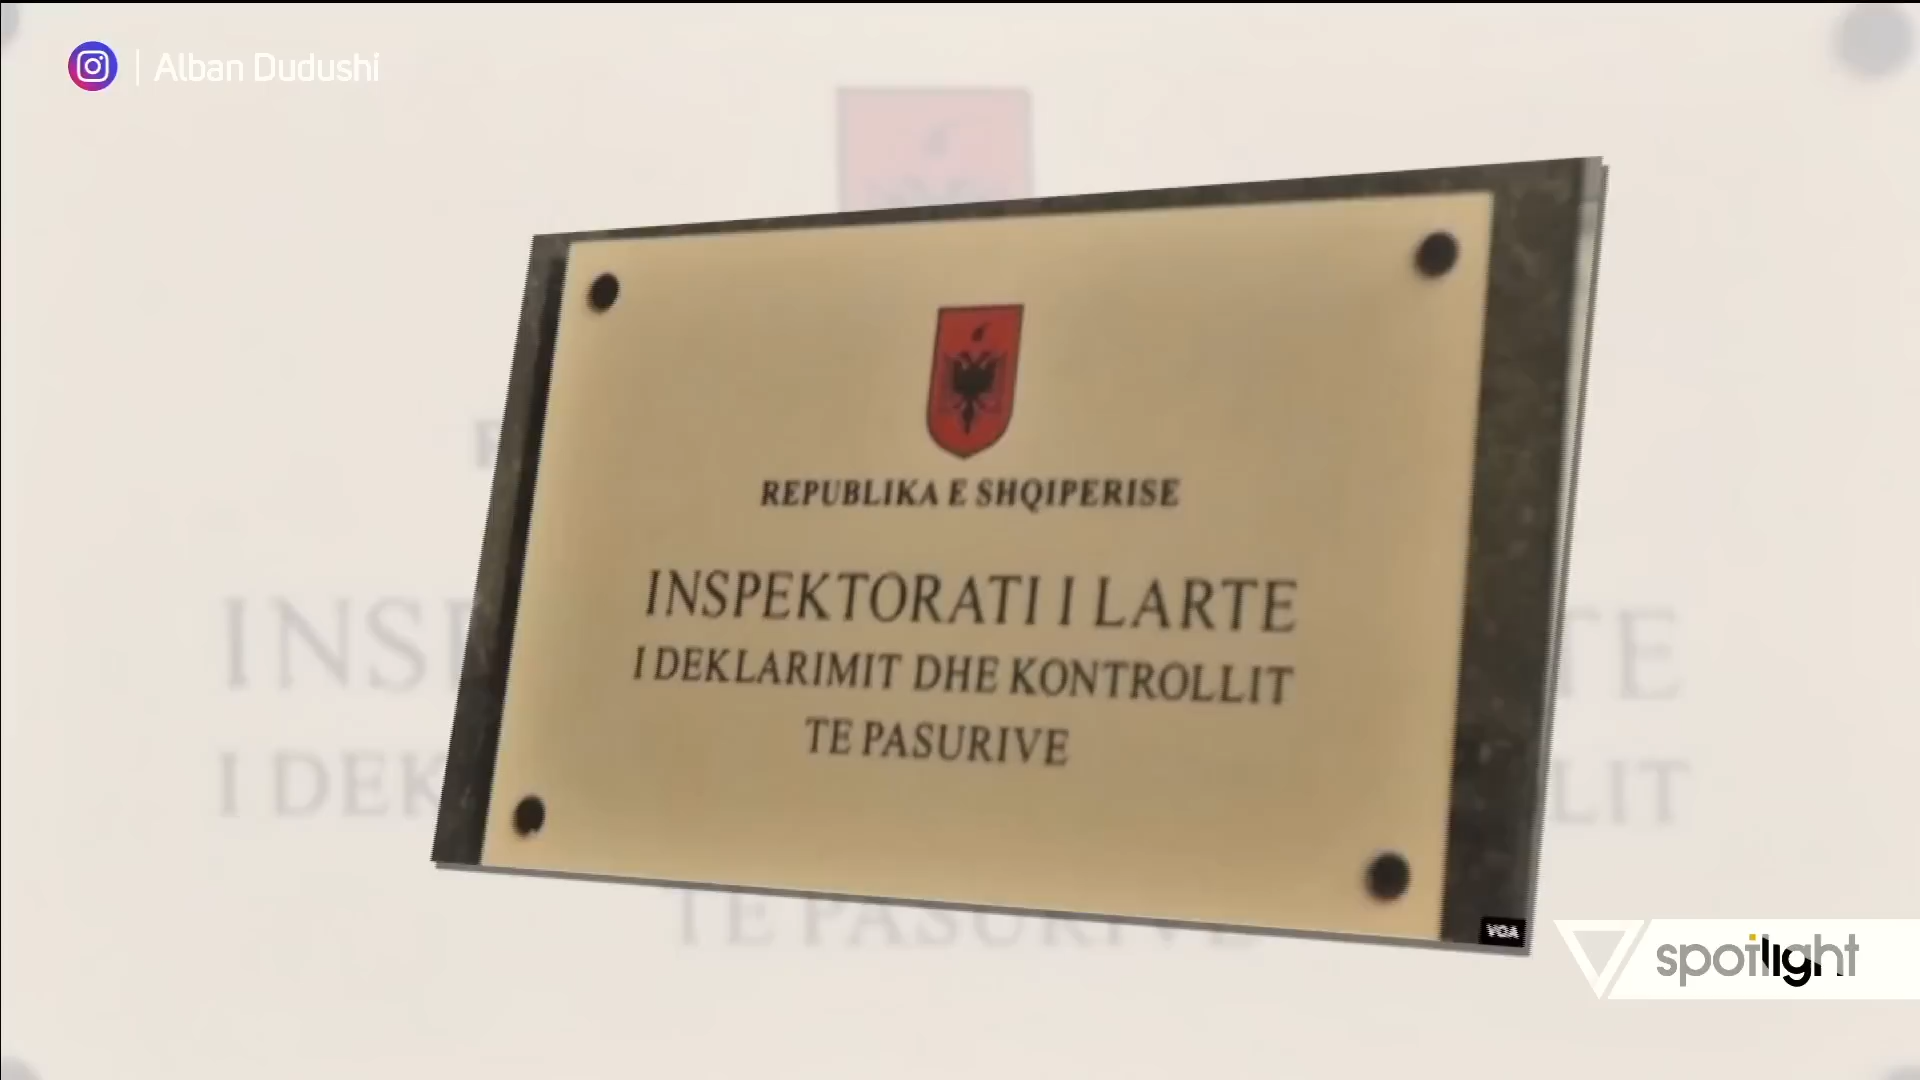 Alban Dudushi
REPUBLIKA E SHQIPERISE
INSPEKTORATI I LARTE
I DEKLARIMIT DHE KONTROLLIT
TE PASURIVE
VOA
spotlight